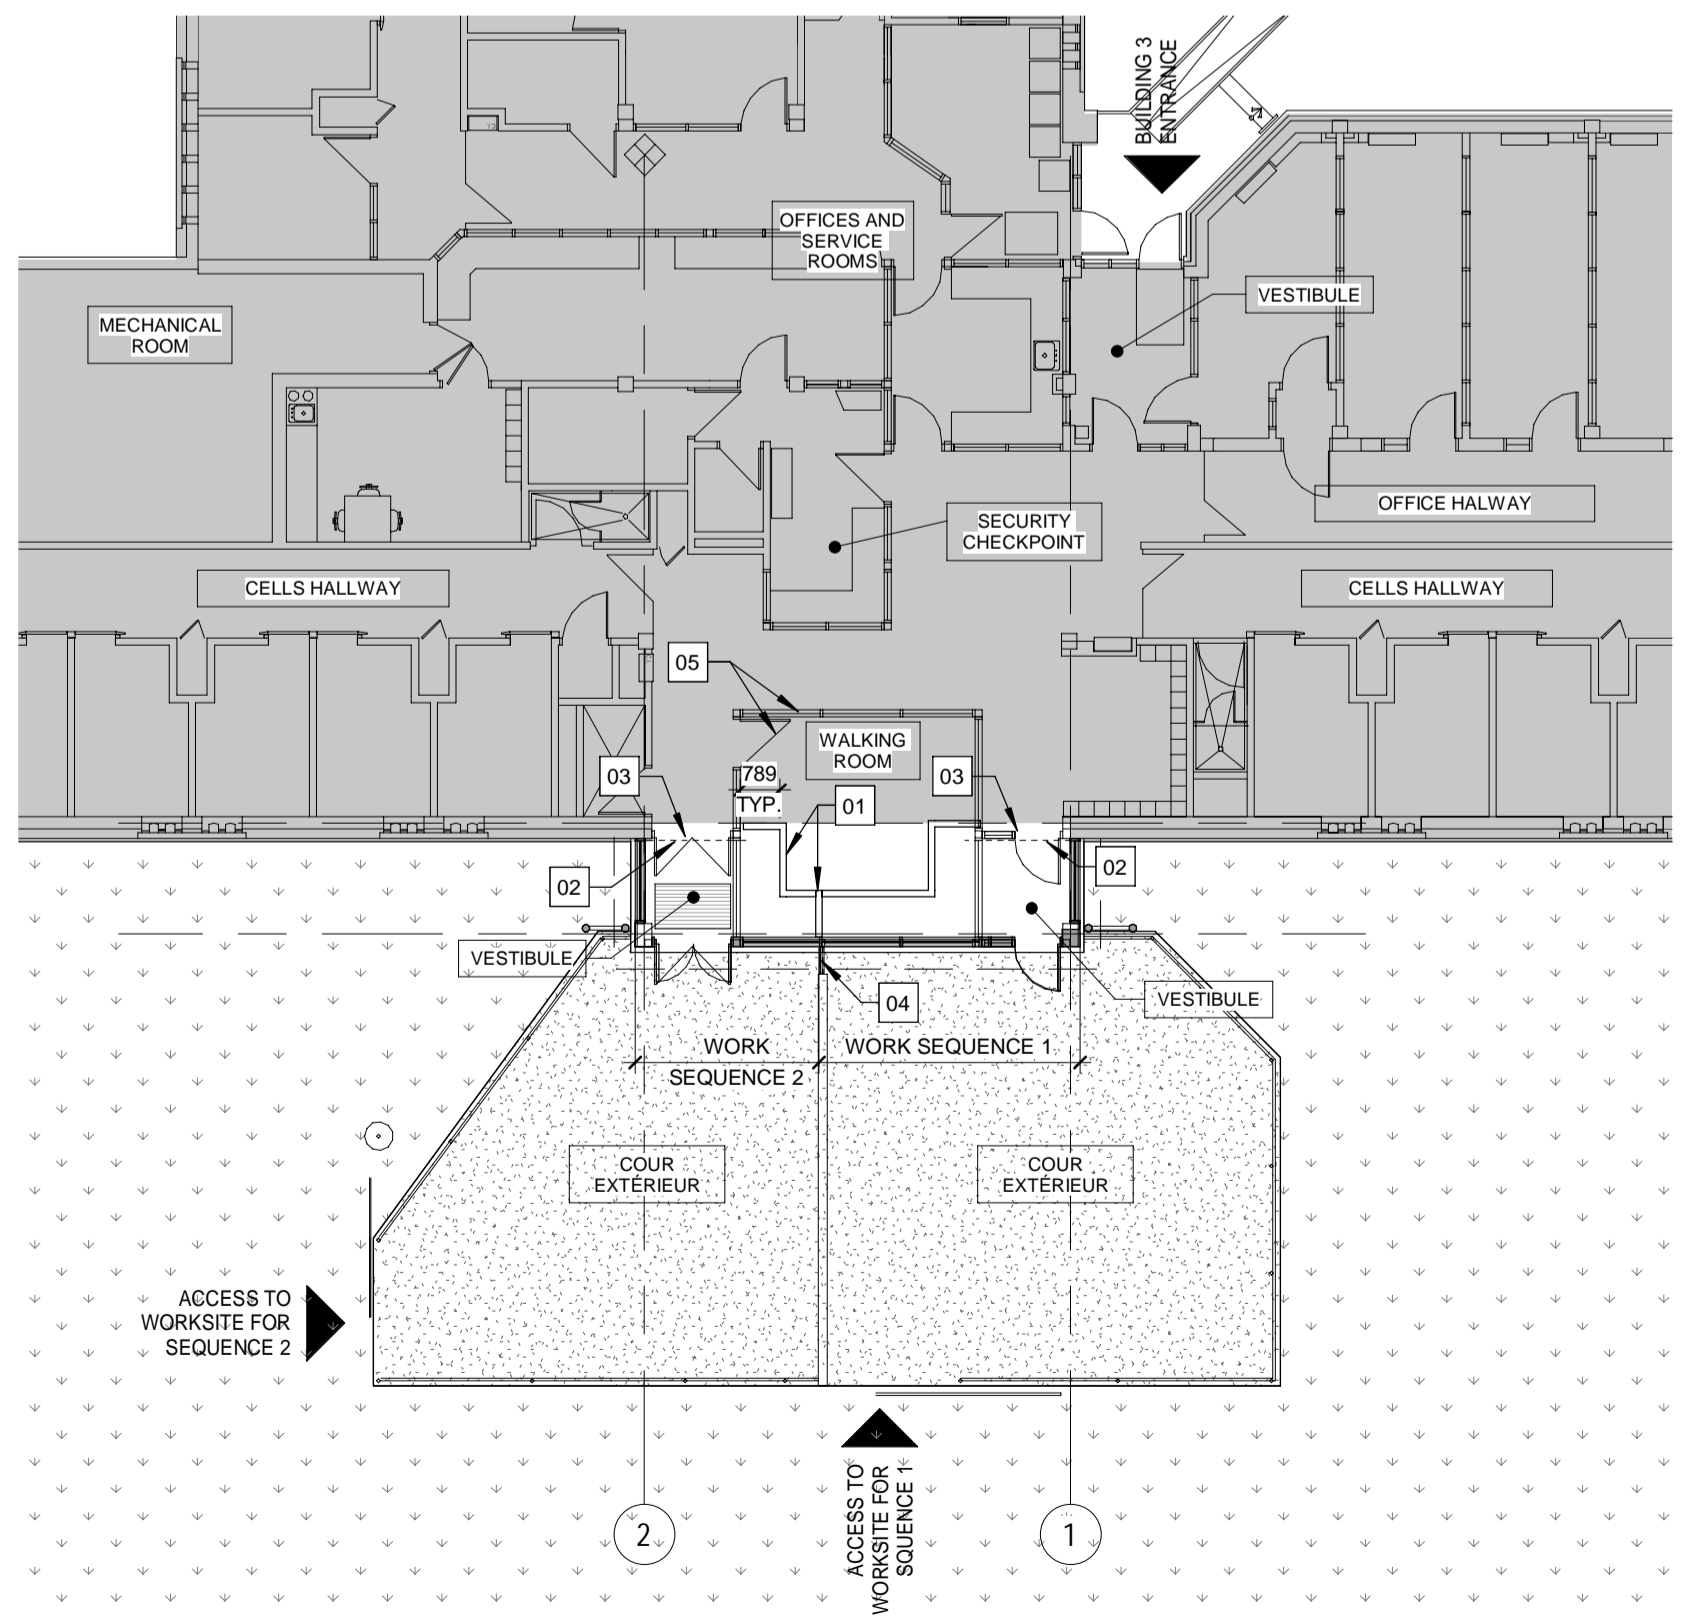 BUILDING 3
ENTRANCE
OFFICES AND
SERVICE
ROOMS
VESTIBULE
MECHANICAL
ROOM
OFFICE HALWAY
SECURITY
CHECKPOINT
CELLS HALLWAY
CELLS HALLWAY
05
WALKING
ROOM
03
789
TYP.
01
03
02
02
VESTIBULE
VESTIBULE
04
WORK
SEQUENCE 2
WORK SEQUENCE 1
COUR
EXTÉRIEUR
COUR
EXTÉRIEUR
ACCESS TO
WORKSITE FOR
SEQUENCE 2
ACCESS TO
WORKSITE FOR
SQUENCE 1
2
1